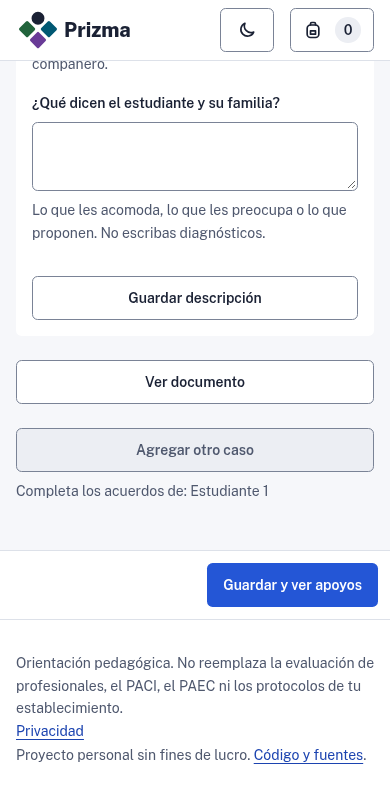 Prizma
0
compañero.
¿Qué dicen el estudiante y su familia?
Lo que les acomoda, lo que les preocupa o lo que
proponen. No escribas diagnósticos.
Guardar descripción
Ver documento
Agregar otro caso
Completa los acuerdos de: Estudiante 1
Guardar y ver apoyos
Orientación pedagógica. No reemplaza la evaluación de
profesionales, el PACI, el PAEC ni los protocolos de tu
establecimiento.
Privacidad
Proyecto personal sin fines de lucro. Código y fuentes.